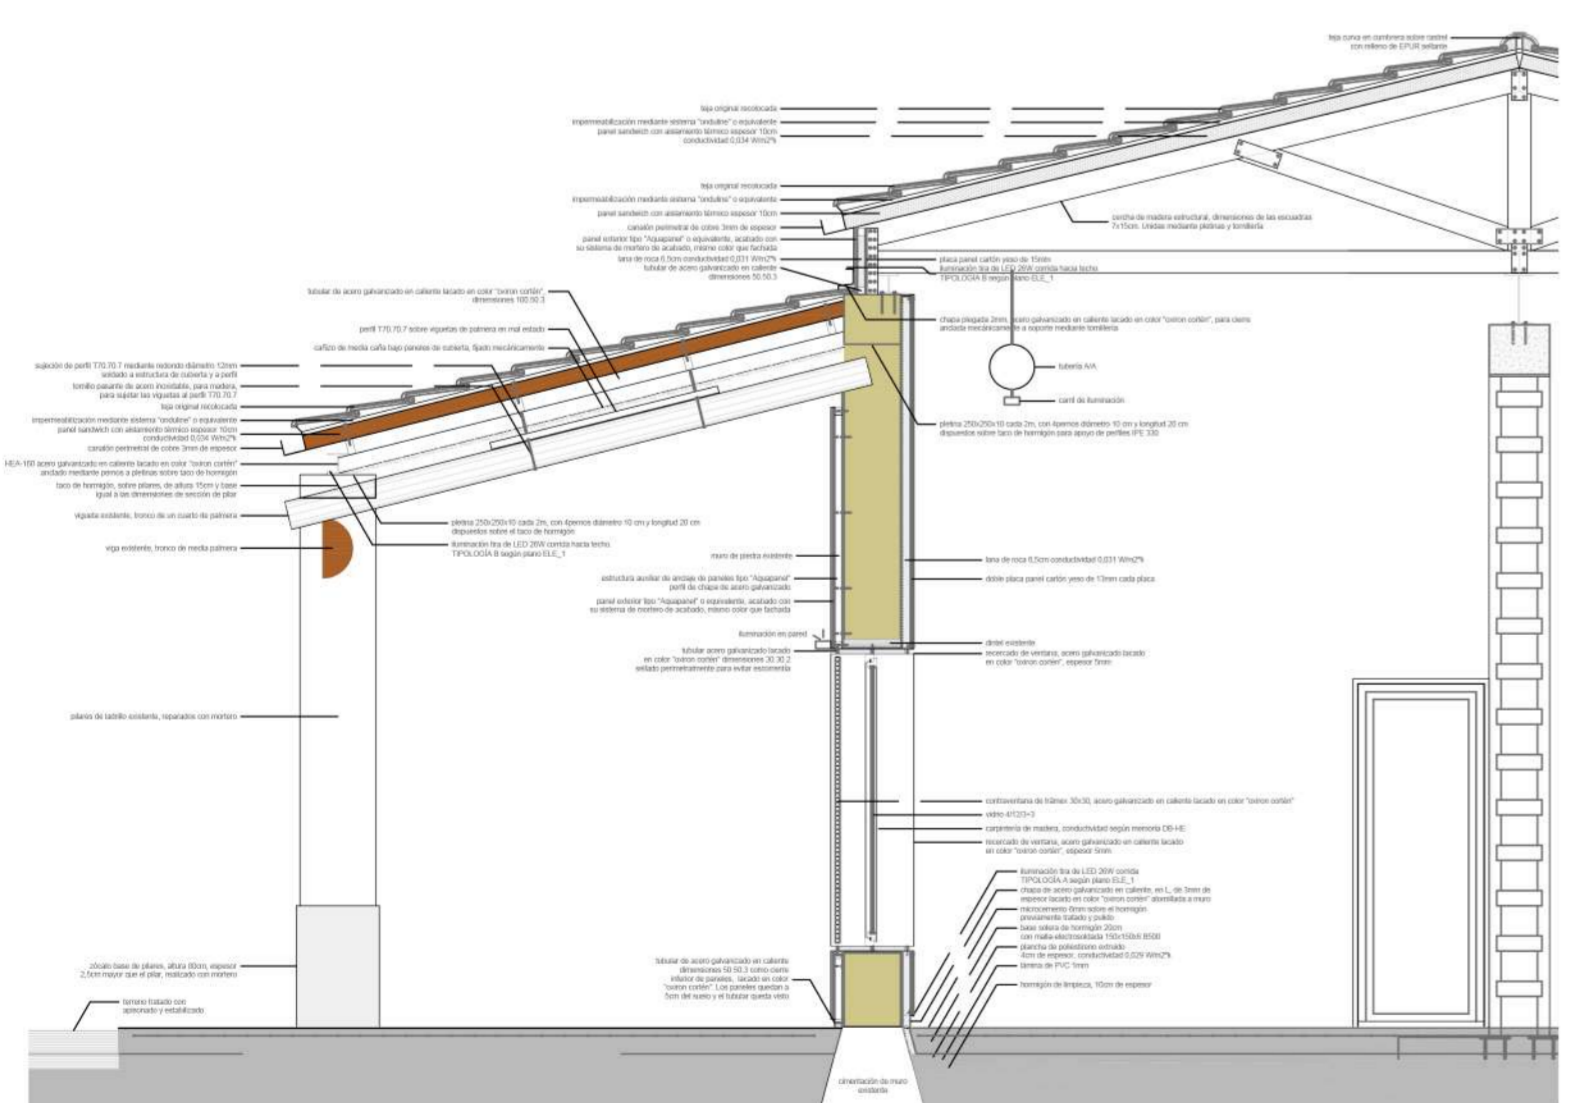 teja curva en cumbrera sobre rastrel
con relleno de EPUR sellante
teja original recolocada
impermeabilización mediante sistema "onduline" o equivalente
panel sandwich con aislamiento térmico espesor 10cm
conductividad 0,034 W/m2ºk
teja original recolocada
impermeabilización mediante sistema "onduline" o equivalente
panel sandwich con aislamiento térmico espesor 10cm
canalón perimetral de cobre 3mm de espesor
panel exterior tipo "Aquapanel" o equivalente, acabado con
su sistema de mortero de acabado, mismo color que fachada
lana de roca 6,5cm conductividad 0,031 W/m2ºk
tubular de acero galvanizado en caliente
dimensiones 50.50.3
cercha de madera estructural, dimensiones de las escuadras
7x15cm. Unidas mediante pletinas y tornillería
placa panel cartón yeso de 15mm
iluminación tira de LED 26W corrida hacia techo
TIPOLOGÍA B según plano ELE_1
tubular de acero galvanizado en caliente lacado en color "oxiron cortén",
dimensiones 100.50.3
perfil T70.70.7 sobre viguetas de palmera en mal estado
cañizo de media caña bajo paneles de cubierta, fijado mecánicamente
chapa plegada 2mm, acero galvanizado en caliente lacado en color "oxiron cortén", para cierre
anclada mecánicamente a soporte mediante tornillería
tubería A/A
carril de iluminación
pletina 250x250x10 cada 2m, con 4pernos diámetro 10 cm y longitud 20 cm
dispuestos sobre taco de hormigón para apoyo de perfiles IPE 330
sujeción de perfil T70.70.7 mediante redondo diámetro 12mm
soldado a estructura de cubierta y a perfil
tornillo pasante de acero inoxidable, para madera,
para sujetar las viguetas al perfil T70.70.7
teja original recolocada
impermeabilización mediante sistema "onduline" o equivalente
panel sandwich con aislamiento térmico espesor 10cm
conductividad 0,034 W/m2ºk
canalón perimetral de cobre 3mm de espesor
HEA-160 acero galvanizado en caliente lacado en color "oxiron cortén"
anclado mediante pernos a pletinas sobre taco de hormigón
taco de hormigón, sobre pilares, de altura 15cm y base
igual a las dimensiones de sección de pilar
vigueta existente, tronco de un cuarto de palmera
viga existente, tronco de media palmera
pletina 250x250x10 cada 2m, con 4pernos diámetro 10 cm y longitud 20 cm
dispuestos sobre el taco de hormigón
iluminación tira de LED 26W corrida hacia techo
TIPOLOGÍA B según plano ELE_1
muro de piedra existente
estructura auxiliar de anclaje de paneles tipo "Aquapanel"
perfil de chapa de acero galvanizado
panel exterior tipo "Aquapanel" o equivalente, acabado con
su sistema de mortero de acabado, mismo color que fachada
iluminación en pared
tubular acero galvanizado lacado
en color "oxiron cortén" dimensiones 30.30.2
sellado perimetralmente para evitar escorrentía
lana de roca 6,5cm conductividad 0,031 W/m2ºk
doble placa panel cartón yeso de 13mm cada placa
dintel existente
recercado de ventana, acero galvanizado lacado
en color "oxiron cortén", espesor 5mm
pilares de ladrillo existente, reparados con mortero
contraventana de trámex 30x30, acero galvanizado en caliente lacado en color "oxiron cortén"
vidrio 4/12/3+3
carpintería de madera, conductividad según memoria DB-HE
recercado de ventana, acero galvanizado en caliente lacado
en color "oxiron cortén", espesor 5mm
iluminación tira de LED 26W corrida
TIPOLOGÍA A según plano ELE_1
chapa de acero galvanizado en caliente, en L, de 3mm de
espesor lacado en color "oxiron cortén" atornillada a muro
microcemento 6mm sobre el hormigón
previamente tratado y pulido
base solera de hormigón 20cm
con malla electrosoldada 150x150x6 B500
plancha de poliestireno extruido
4cm de espesor, conductividad 0,029 W/m2ºk
lámina de PVC 1mm
hormigón de limpieza, 10cm de espesor
zócalo base de pilares, altura 80cm, espesor
2,5cm mayor que el pilar, realizado con mortero
terreno tratado con
apisonado y estabilizado
tubular de acero galvanizado en caliente
dimensiones 50.50.3 como cierre
inferior de paneles, lacado en color
"oxiron cortén". Los paneles quedan a
5cm del suelo y el tubular queda visto
cimentación de muro
existente